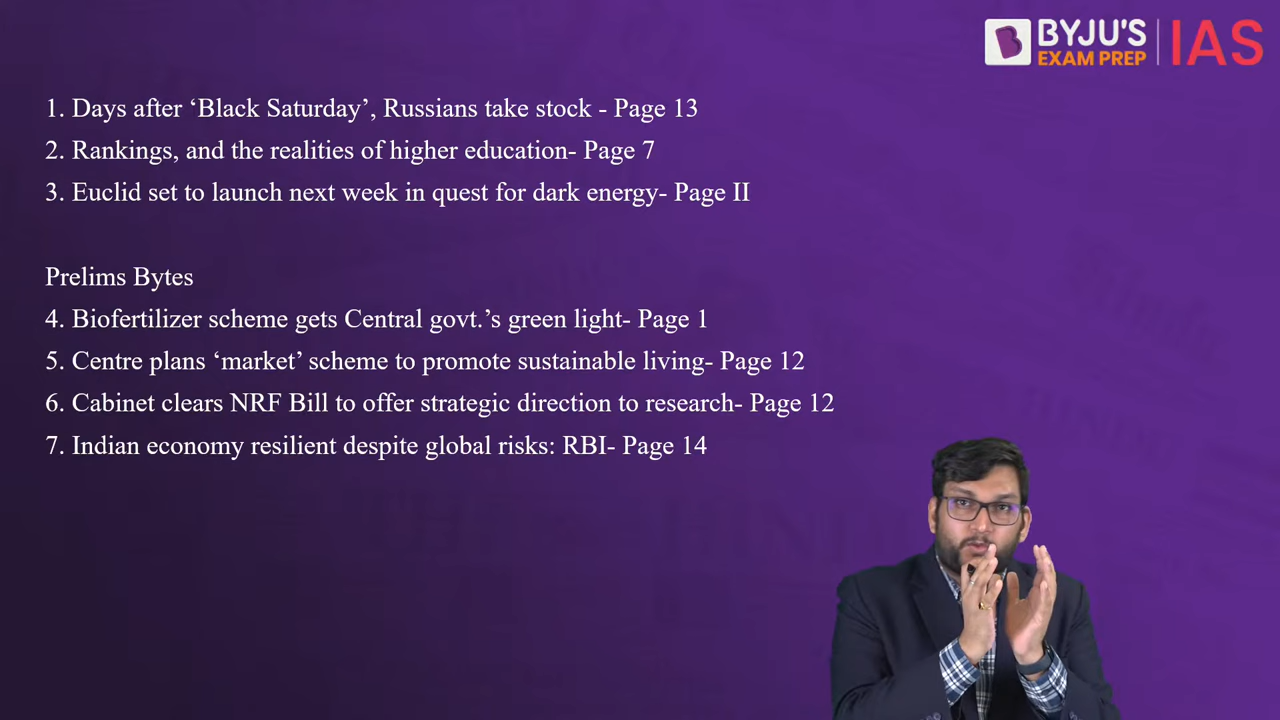 BYJU'S
EXAM PREP
IAS
1. Days after ‘Black Saturday’, Russians take stock - Page 13
2. Rankings, and the realities of higher education- Page 7
3. Euclid set to launch next week in quest for dark energy- Page II
Prelims Bytes
4. Biofertilizer scheme gets Central govt.’s green light- Page 1
5. Centre plans ‘market’ scheme to promote sustainable living- Page 12
6. Cabinet clears NRF Bill to offer strategic direction to research- Page 12
7. Indian economy resilient despite global risks: RBI- Page 14